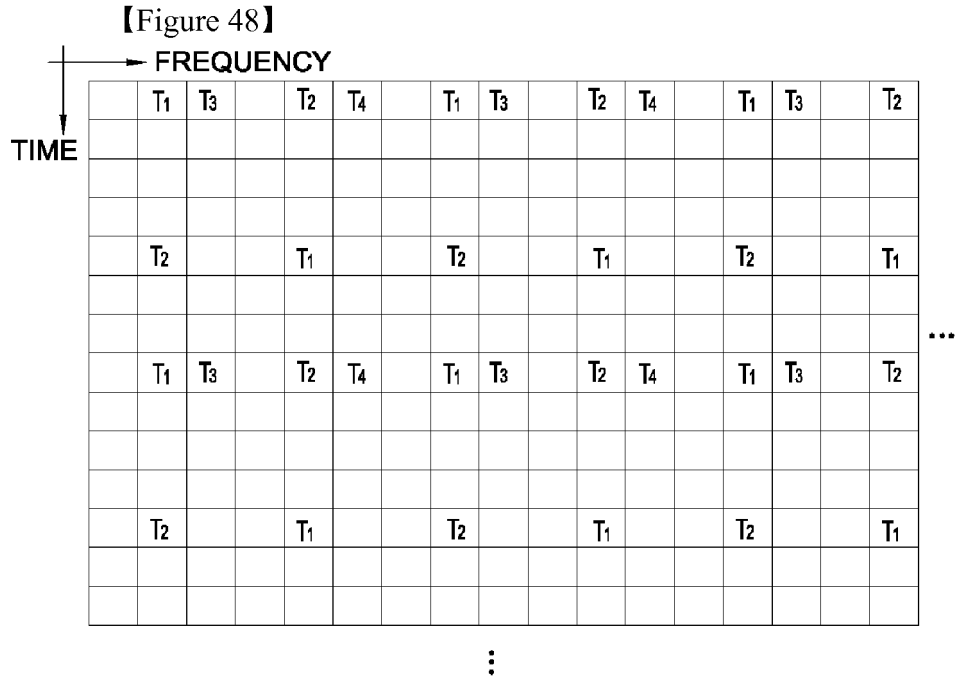 【Figure 48】
FREQUENCY
TIME
T1 T3 T2 T4 T1 T3 T2 T4 T1 T3 T2
T2 T1 T2 T1 T2 T1
...
T1 T3 T2 T4 T1 T3 T2 T4 T1 T3 T2
T2 T1 T2 T1 T2 T1
⋮